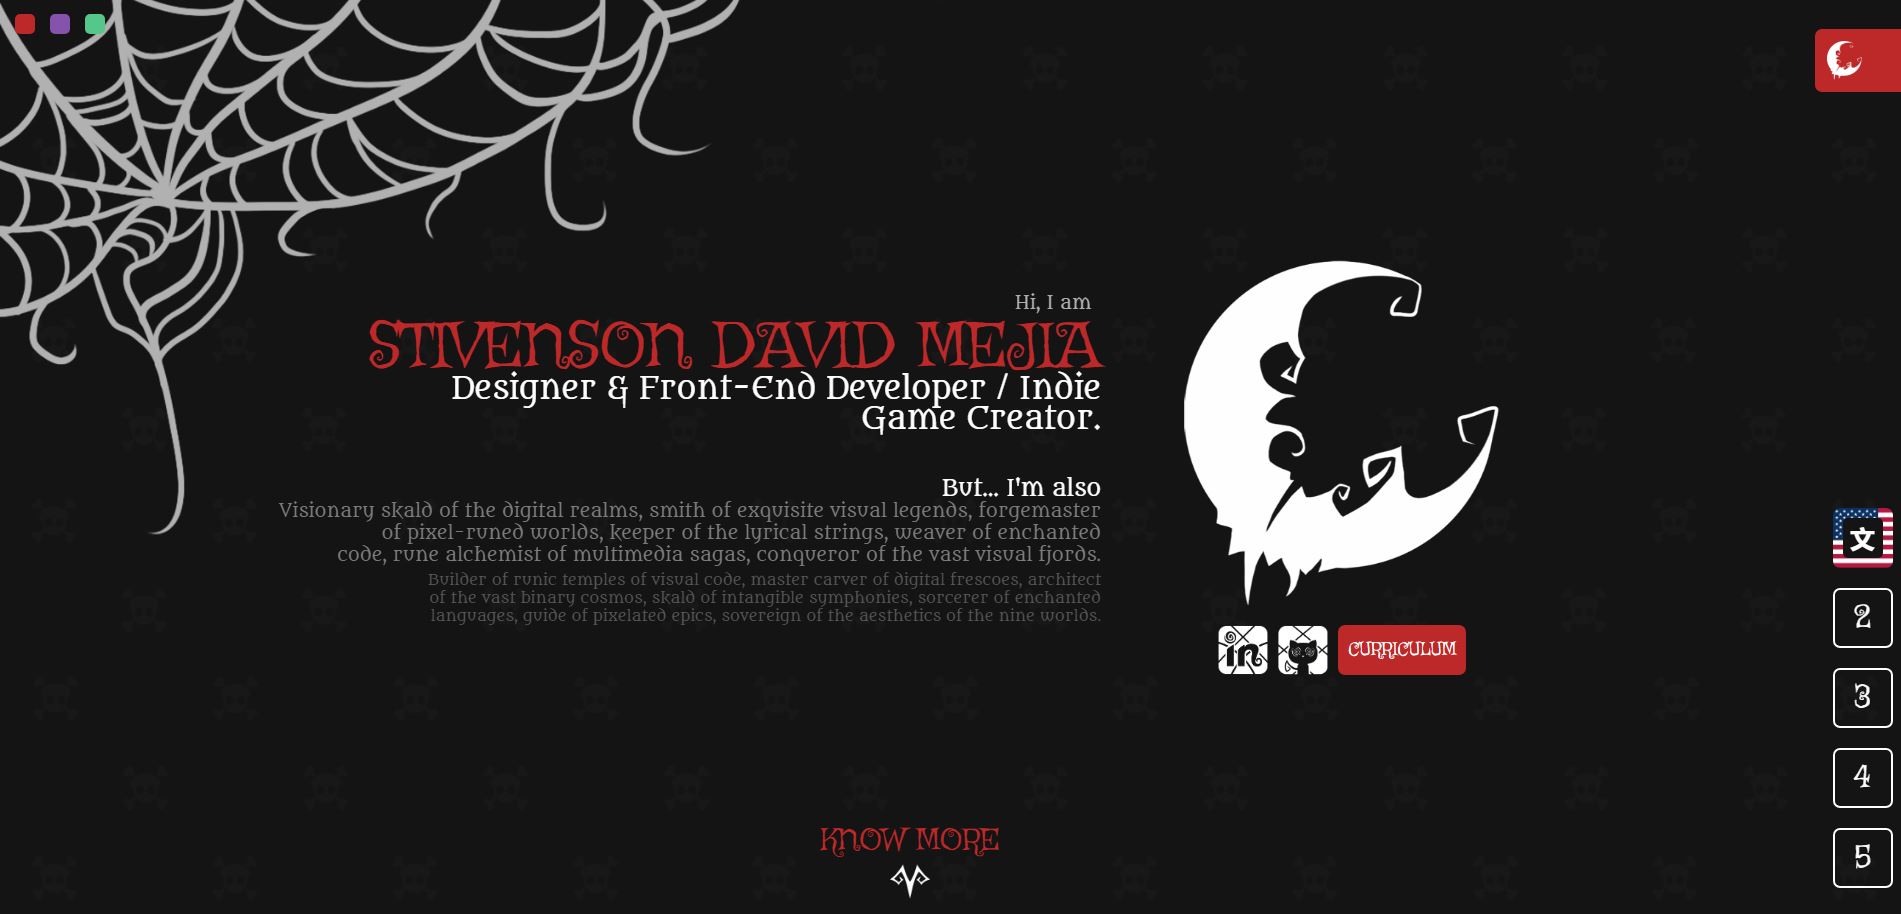 Hi, I am
STIVENSON DAVID MEJIA
Designer & Front-End Developer / Indie
Game Creator.
But... I'm also
Visionary skald of the digital realms, smith of exquisite visual legends, forgemaster
of pixel-runed worlds, keeper of the lyrical strings, weaver of enchanted
code, rune alchemist of multimedia sagas, conqueror of the vast visual fjords.
Builder of runic temples of visual code, master carver of digital frescoes, architect
of the vast binary cosmos, skald of intangible symphonies, sorcerer of enchanted
languages, guide of pixelated epics, sovereign of the aesthetics of the nine worlds.
in
CURRICULUM
文
2
3
4
5
KNOW MORE